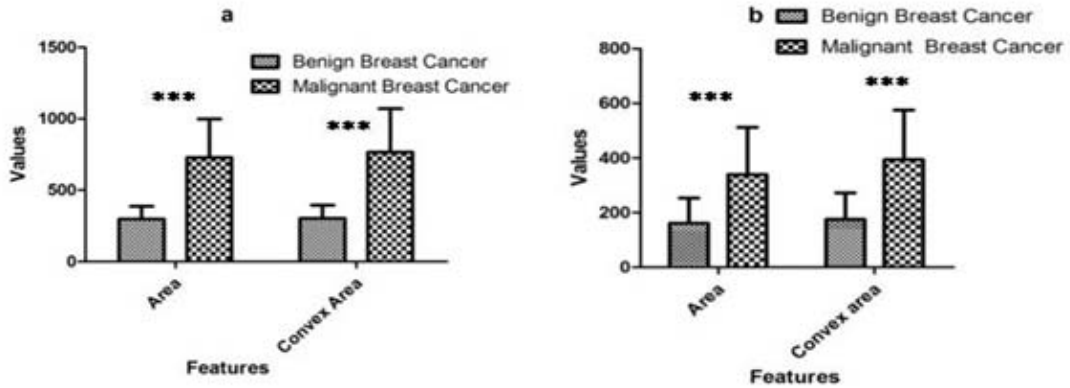 a
1500
1000
500
0
Values
Benign Breast Cancer
Malignant Breast Cancer
***
***
Area
Convex Area
Features
b
800
600
400
200
0
Values
Benign Breast Cancer
Malignant Breast Cancer
***
***
Area
Convex area
Features